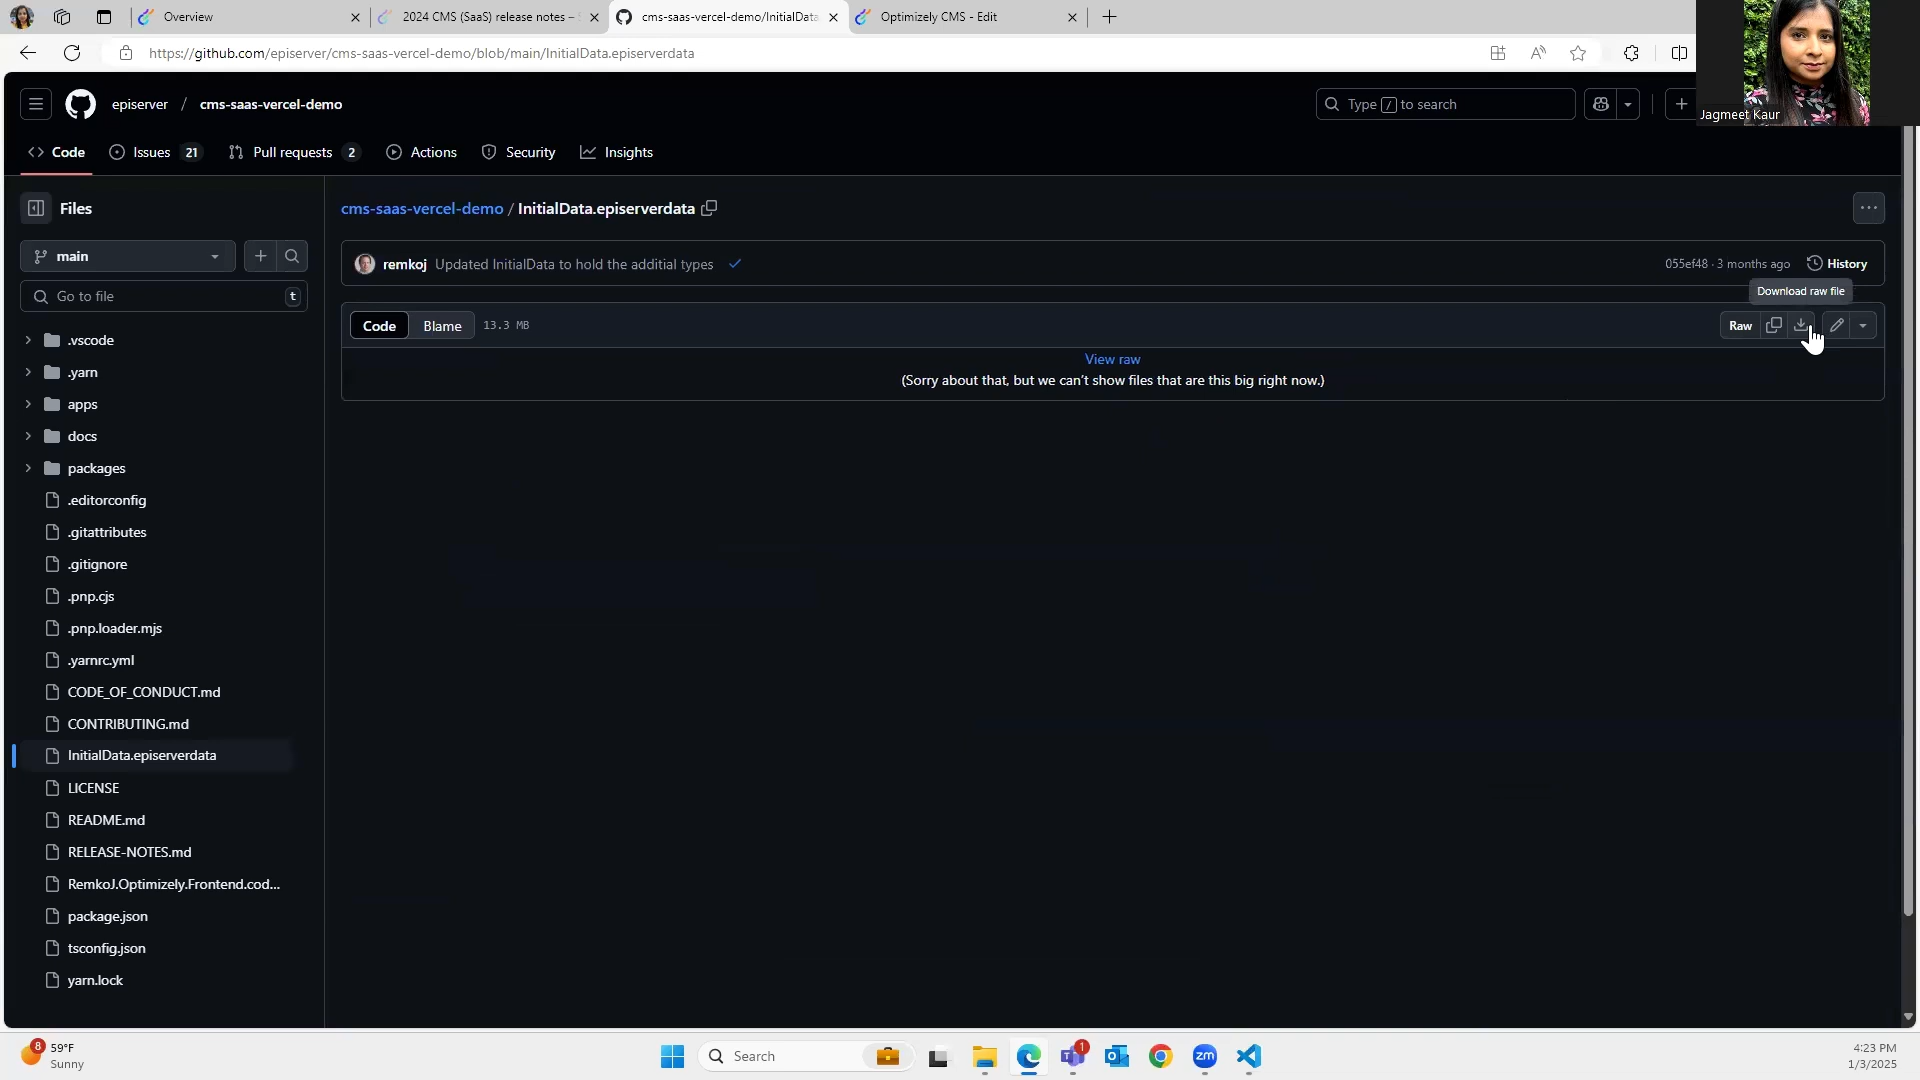 Overview
2024 CMS (SaaS) release notes –
cms-saas-vercel-demo/InitialData.
Optimizely CMS - Edit
https://github.com/episerver/cms-saas-vercel-demo/blob/main/InitialData.episerverdata
Jagmeet Kaur
episerver / cms-saas-vercel-demo
Type / to search
Code
Issues 21
Pull requests 2
Actions
Security
Insights
Files
cms-saas-vercel-demo / InitialData.episerverdata
main
remkoj Updated InitialData to hold the additial types
055ef48 · 3 months ago
History
Download raw file
Go to file
t
Code
Blame
13.3 MB
Raw
View raw
(Sorry about that, but we can't show files that are this big right now.)
.vscode
.yarn
apps
docs
packages
.editorconfig
.gitattributes
.gitignore
.pnp.cjs
.pnp.loader.mjs
.yarnrc.yml
CODE_OF_CONDUCT.md
CONTRIBUTING.md
InitialData.episerverdata
LICENSE
README.md
RELEASE-NOTES.md
RemkoJ.Optimizely.Frontend.cod...
package.json
tsconfig.json
yarn.lock
8
59°F
Sunny
Search
1
zm
4:23 PM
1/3/2025